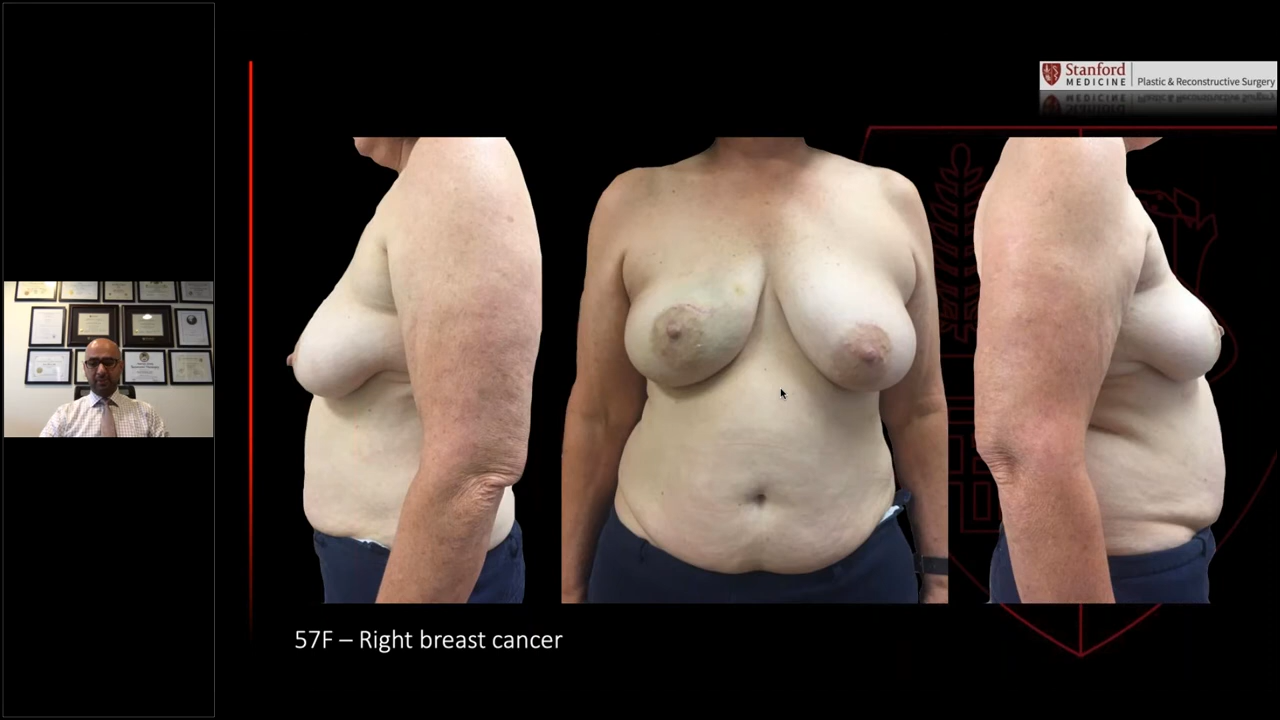 Stanford
MEDICINE
Plastic & Reconstructive Surgery
57F – Right breast cancer